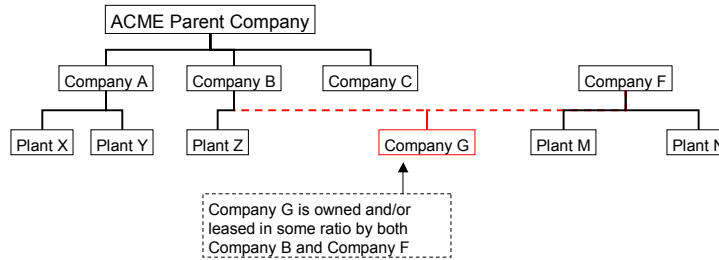 ACME Parent Company
Company A
Company B
Company C
Company F
Plant X
Plant Y
Plant Z
Company G
Plant M
Plant N
Company G is owned and/or
leased in some ratio by both
Company B and Company F